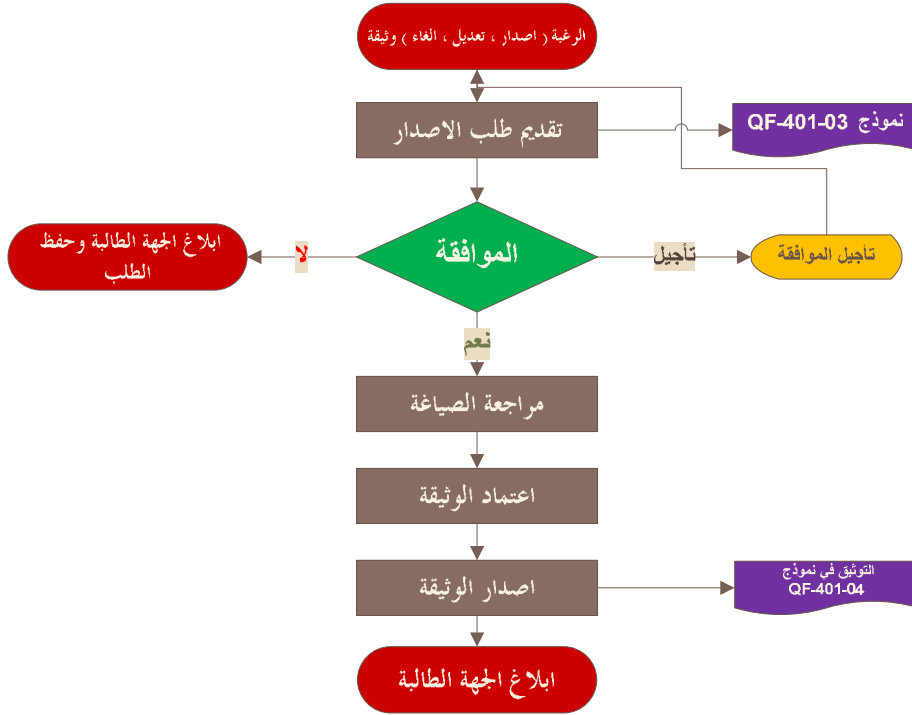 الرغبة ( اصدار ، تعديل ، الغاء ) وثيقة
تقديم طلب الاصدار
نموذج QF-401-03
الموافقة
لا
ابلاغ الجهة الطالبة وحفظ
الطلب
تأجيل
تأجيل الموافقة
نعم
مراجعة الصياغة
اعتماد الوثيقة
اصدار الوثيقة
التوثيق في نموذج
QF-401-04
ابلاغ الجهة الطالبة